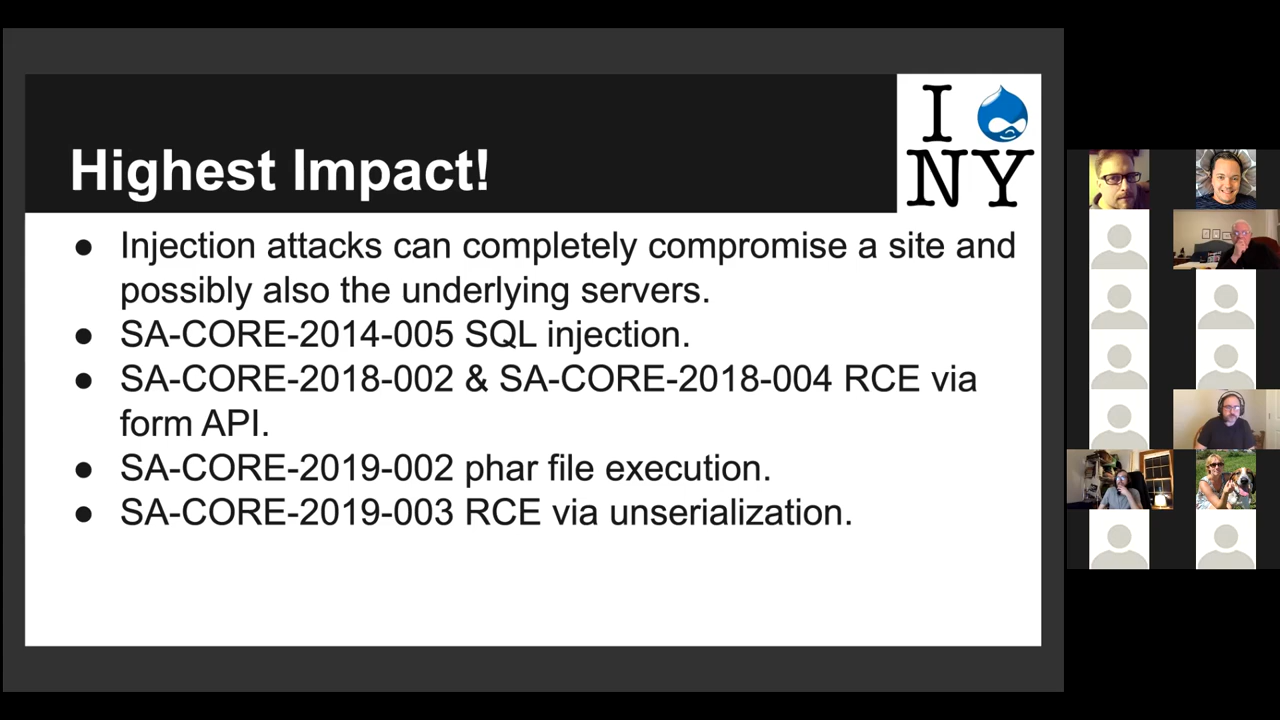 I
NY
Highest Impact!
● Injection attacks can completely compromise a site and
possibly also the underlying servers.
● SA-CORE-2014-005 SQL injection.
● SA-CORE-2018-002 & SA-CORE-2018-004 RCE via
form API.
● SA-CORE-2019-002 phar file execution.
● SA-CORE-2019-003 RCE via unserialization.